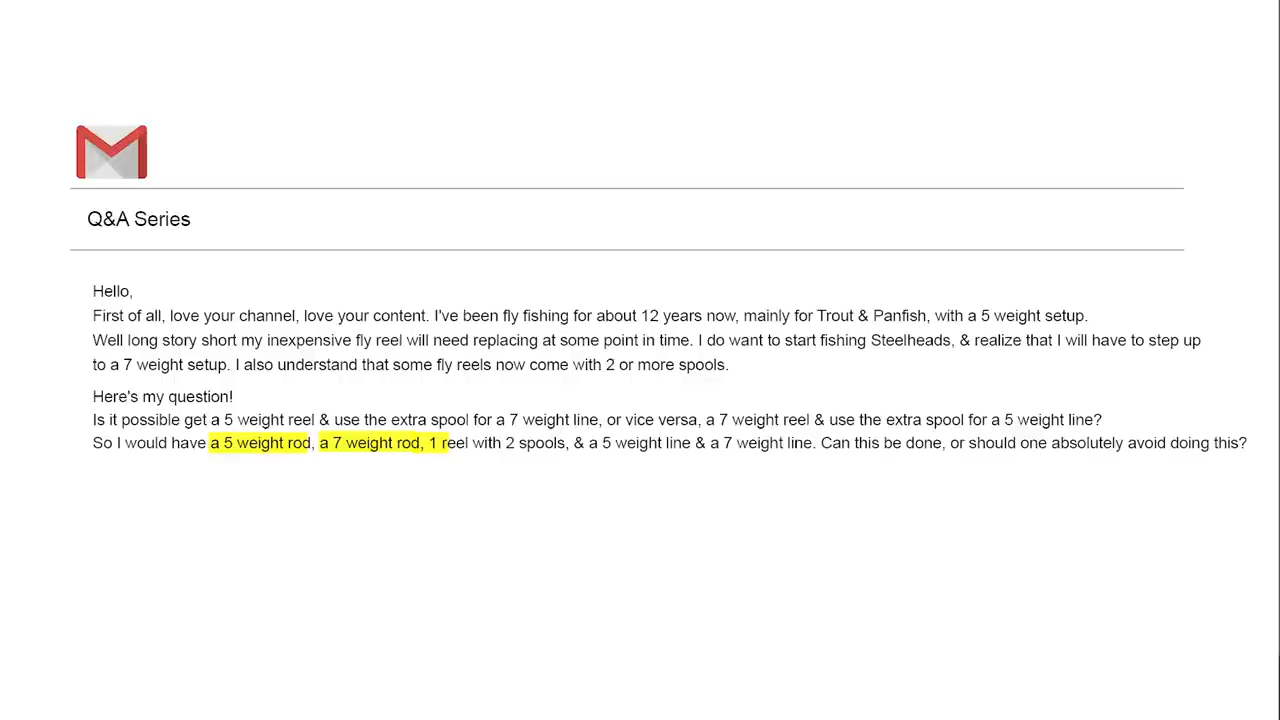 Q&A Series
Hello,
First of all, love your channel, love your content. I've been fly fishing for about 12 years now, mainly for Trout & Panfish, with a 5 weight setup.
Well long story short my inexpensive fly reel will need replacing at some point in time. I do want to start fishing Steelheads, & realize that I will have to step up
to a 7 weight setup. I also understand that some fly reels now come with 2 or more spools.
Here's my question!
Is it possible get a 5 weight reel & use the extra spool for a 7 weight line, or vice versa, a 7 weight reel & use the extra spool for a 5 weight line?
So I would have a 5 weight rod, a 7 weight rod, 1 reel with 2 spools, & a 5 weight line & a 7 weight line. Can this be done, or should one absolutely avoid doing this?